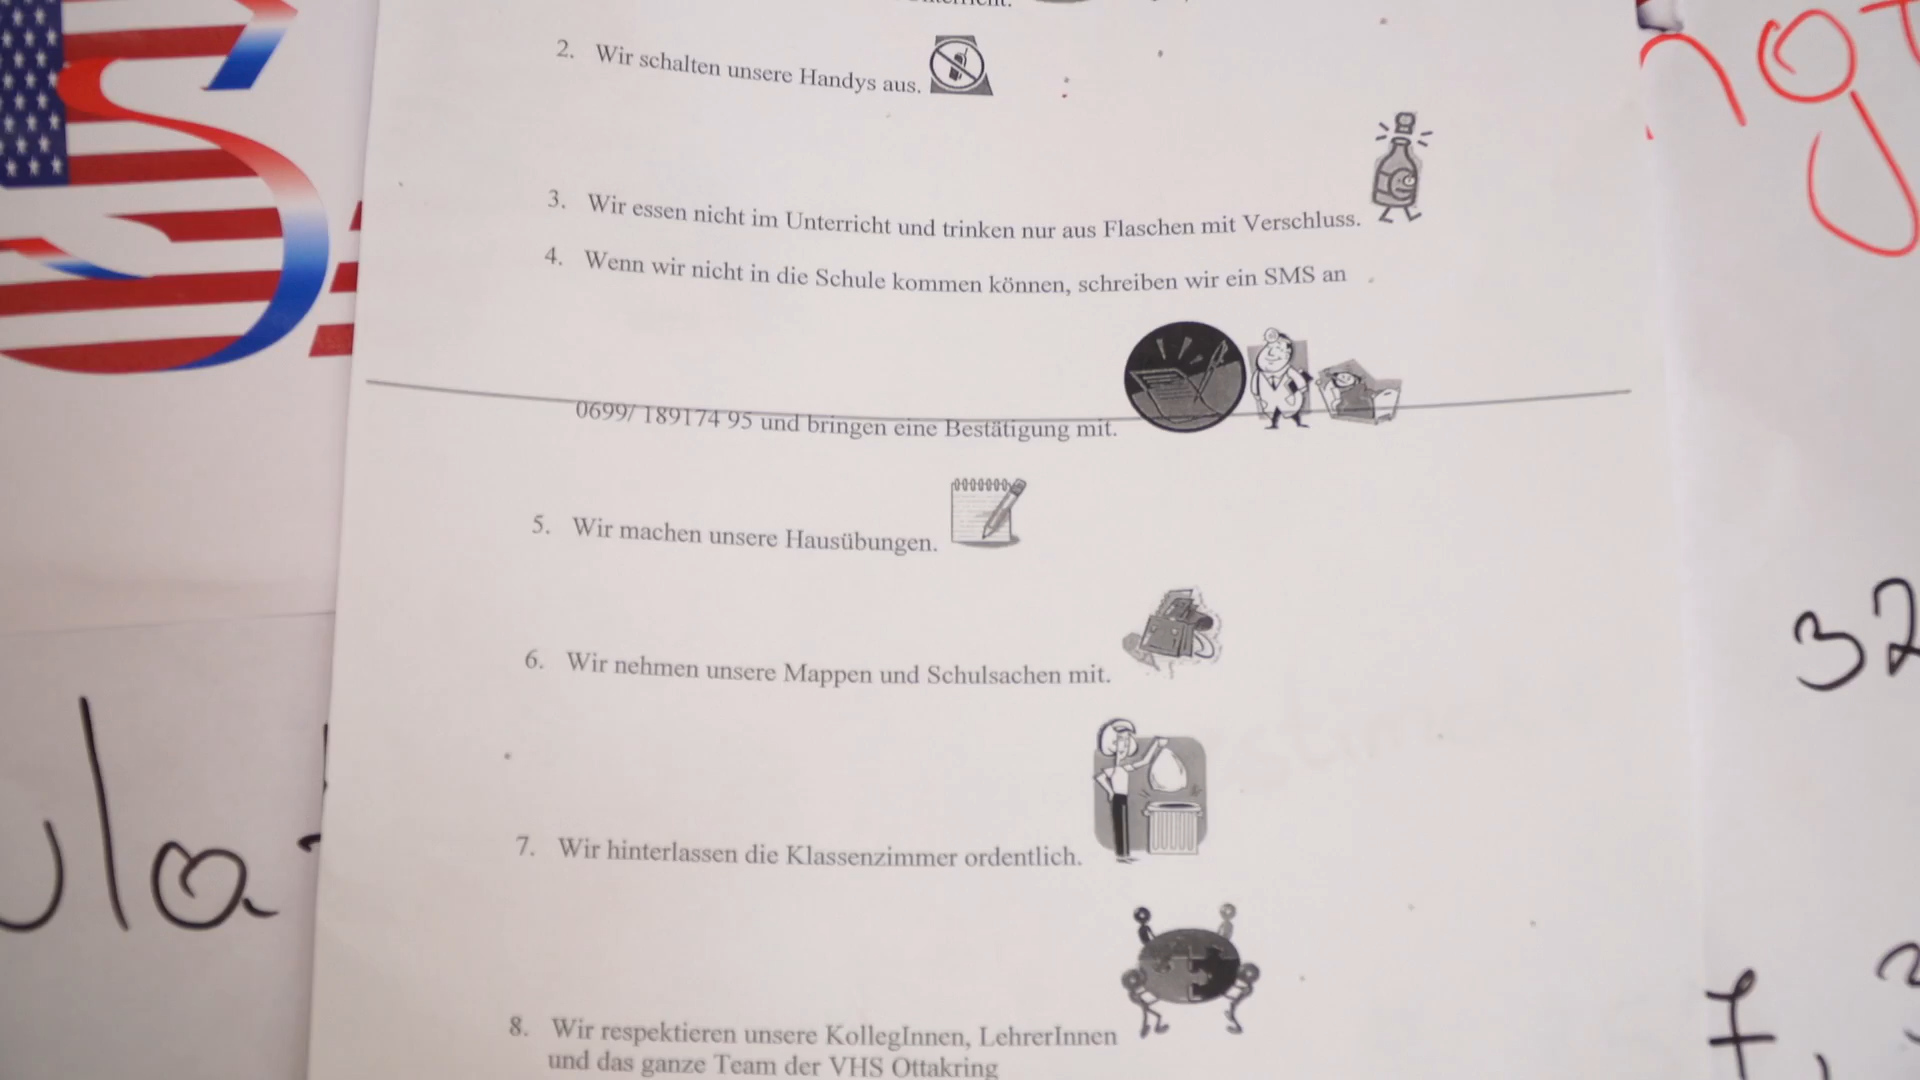 2. Wir schalten unsere Handys aus.
3. Wir essen nicht im Unterricht und trinken nur aus Flaschen mit Verschluss.
4. Wenn wir nicht in die Schule kommen können, schreiben wir ein SMS an
0699/ 189174 95 und bringen eine Bestätigung mit.
5. Wir machen unsere Hausübungen.
6. Wir nehmen unsere Mappen und Schulsachen mit.
7. Wir hinterlassen die Klassenzimmer ordentlich.
8. Wir respektieren unsere KollegInnen, LehrerInnen
und das ganze Team der VHS Ottakring
32